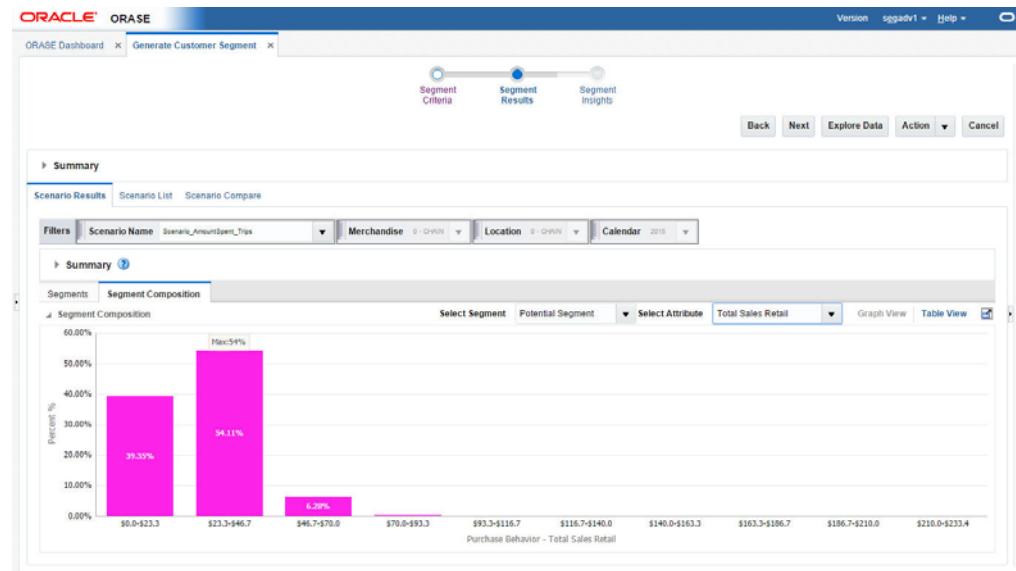 ORACLE' ORASE Version sggadv1 Help
ORASE Dashboard × Generate Customer Segment ×
Segment Criteria Segment Results Segment Insights
Back Next Explore Data Action Cancel
Summary
Scenario Results Scenario List Scenario Compare
Filters Scenario Name Scenario_AmountSpent_Trips Merchandise 0 - CHAIN Location 0 - CHAIN Calendar 2015
Summary ?
Segments Segment Composition
Segment Composition Select Segment Potential Segment Select Attribute Total Sales Retail Graph View Table View
60.00%
Max:54%
50.00%
40.00%
30.00%
54.11%
20.00%
39.35%
10.00%
6.28%
0.00%
Percent %
$0.0-$23.3 $23.3-$46.7 $46.7-$70.0 $70.0-$93.3 $93.3-$116.7 $116.7-$140.0 $140.0-$163.3 $163.3-$186.7 $186.7-$210.0 $210.0-$233.4
Purchase Behavior - Total Sales Retail